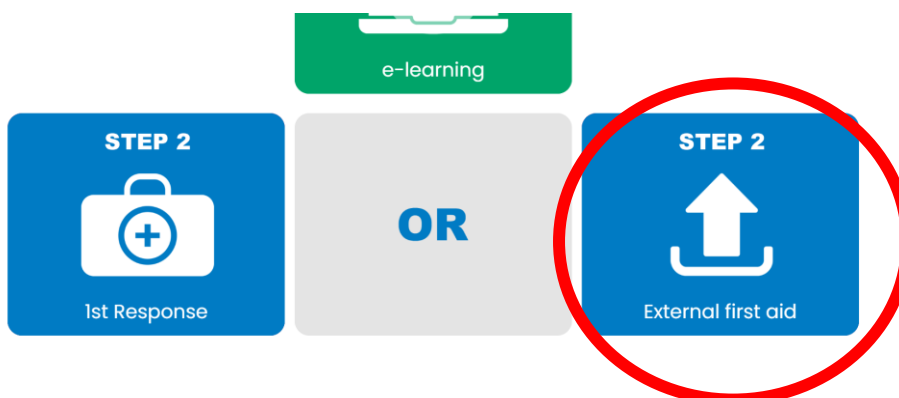 e-learning
STEP 2
1st Response
OR
STEP 2
External first aid